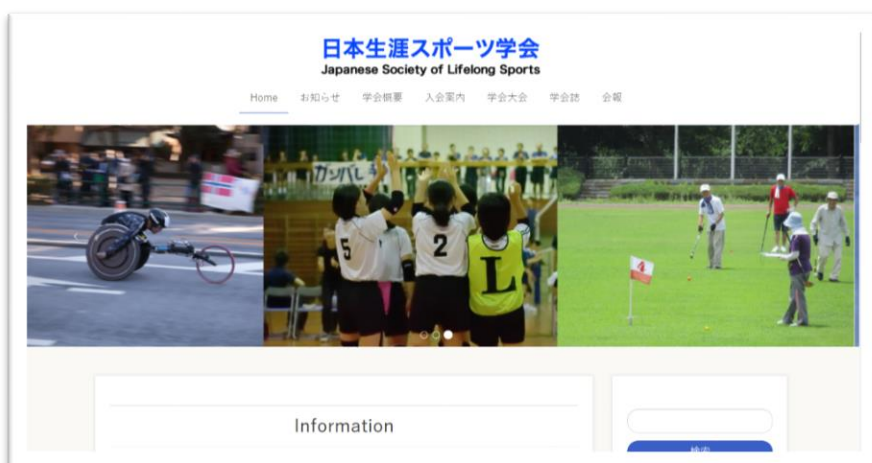 日本生涯スポーツ学会
Japanese Society of Lifelong Sports
Home お知らせ 学会概要 入会案内 学会大会 学会誌 会報
ガンバレ
5
2
L
Information
検索